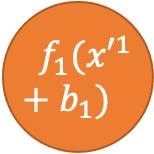 𝑓₁(𝑥′¹
+ 𝑏₁)